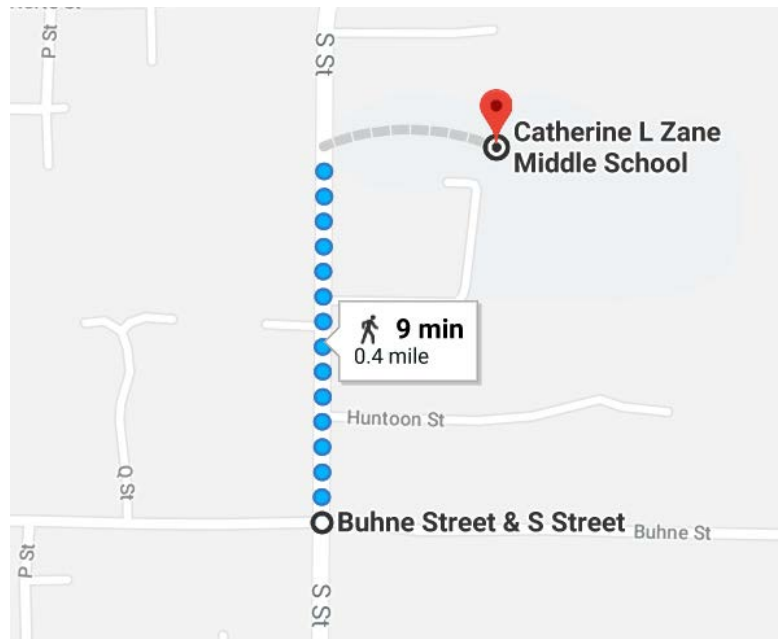 P St
S St
Catherine L Zane
Middle School
9 min
0.4 mile
Huntoon St
Q St
Buhne Street & S Street
Buhne St
P St
S St